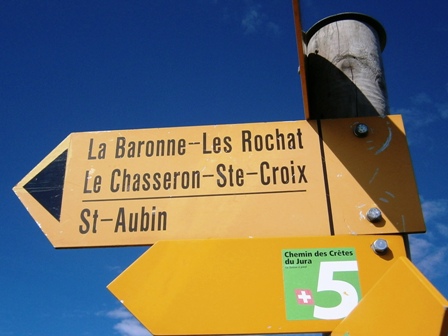 La Baronne-Les Rochat
Le Chasseron-Ste-Croix
St-Aubin
Chemin des Crêtes
du Jura
5